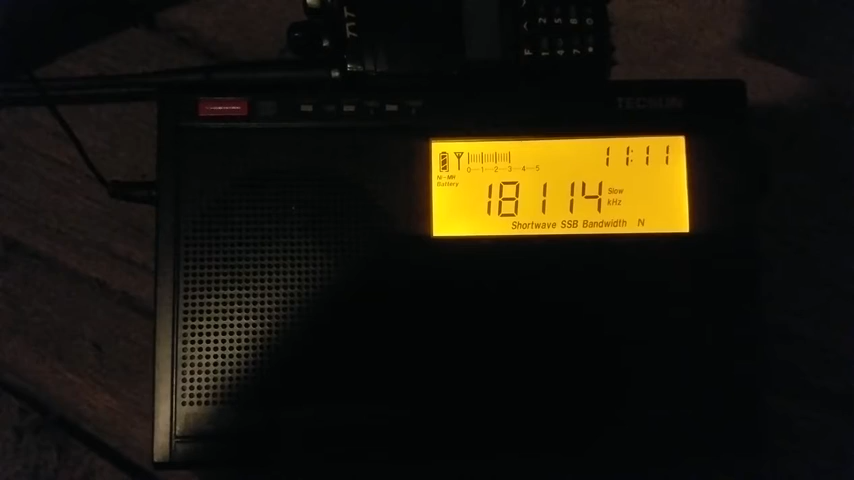 TECSUN
11:11
0-1-2-3-4-5
Ni-MH
Battery
18114
Slow
kHz
Shortwave SSB Bandwidth N